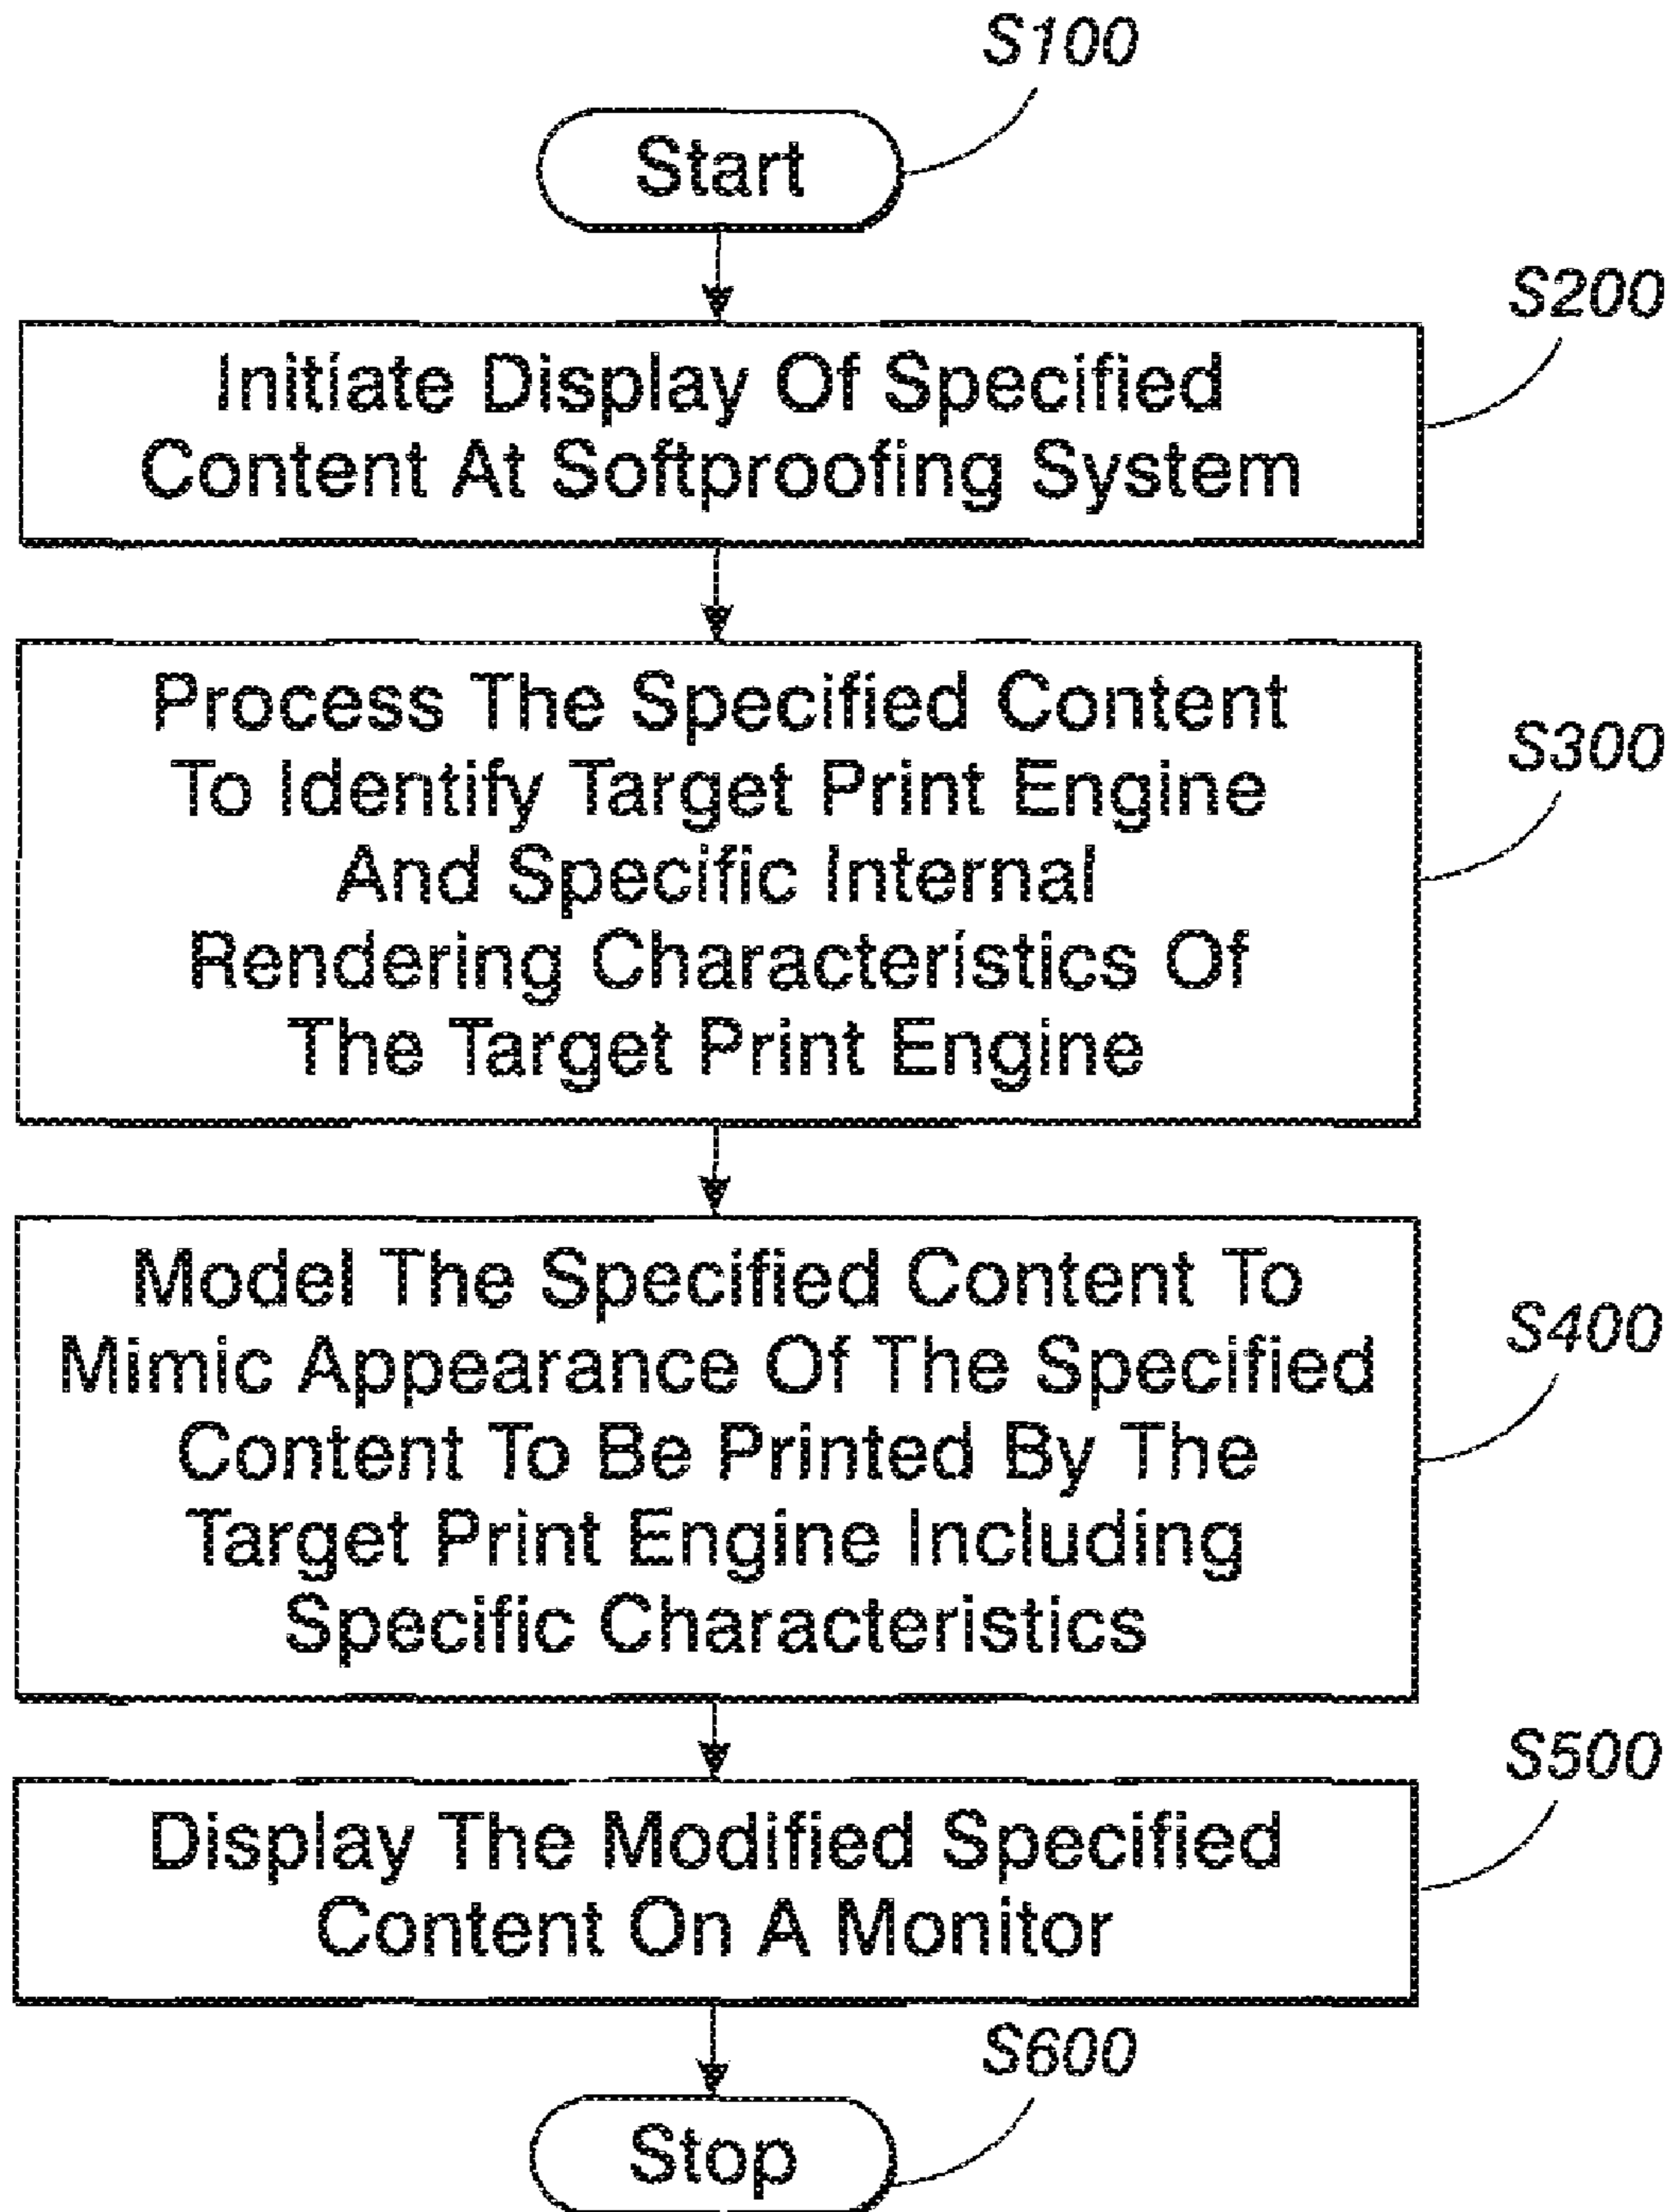 S100
Start
S200
Initiate Display Of Specified
Content At Softproofing System
S300
Process The Specified Content
To Identify Target Print Engine
And Specific Internal
Rendering Characteristics Of
The Target Print Engine
S400
Model The Specified Content To
Mimic Appearance Of The Specified
Content To Be Printed By The
Target Print Engine Including
Specific Characteristics
S500
Display The Modified Specified
Content On A Monitor
S600
Stop